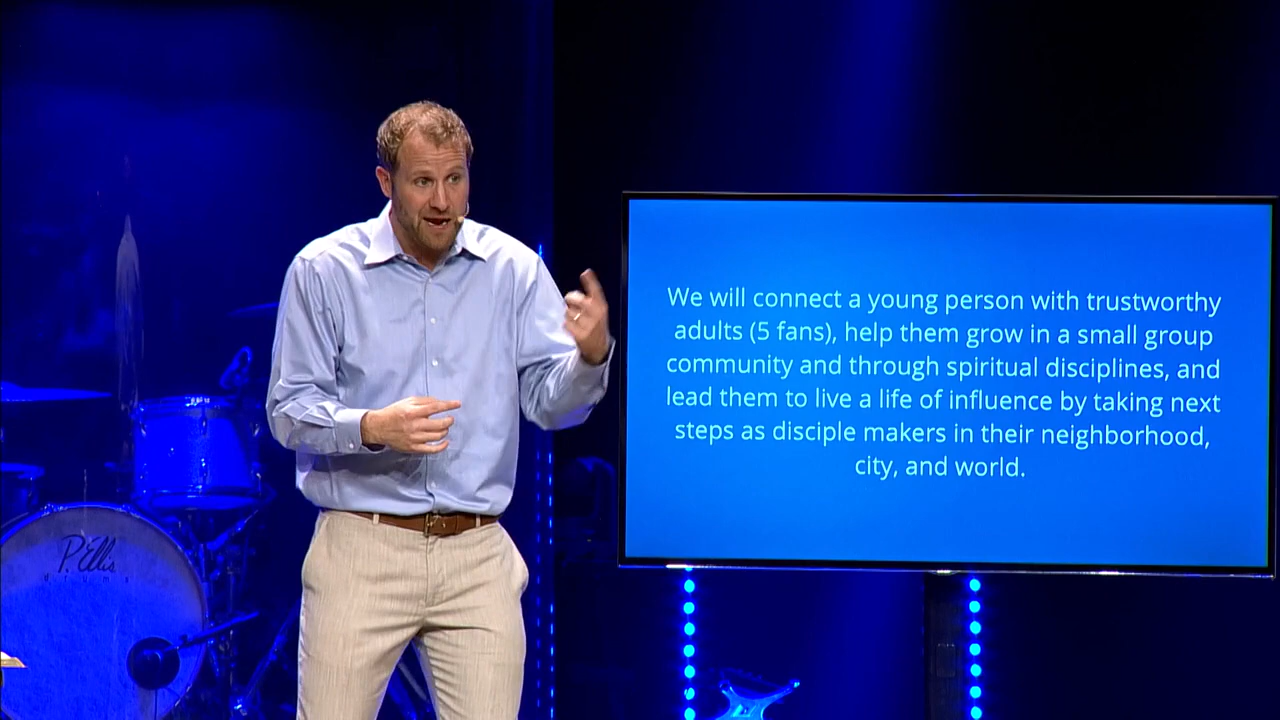 We will connect a young person with trustworthy
adults (5 fans), help them grow in a small group
community and through spiritual disciplines, and
lead them to live a life of influence by taking next
steps as disciple makers in their neighborhood,
city, and world.
P. Ellis
drums